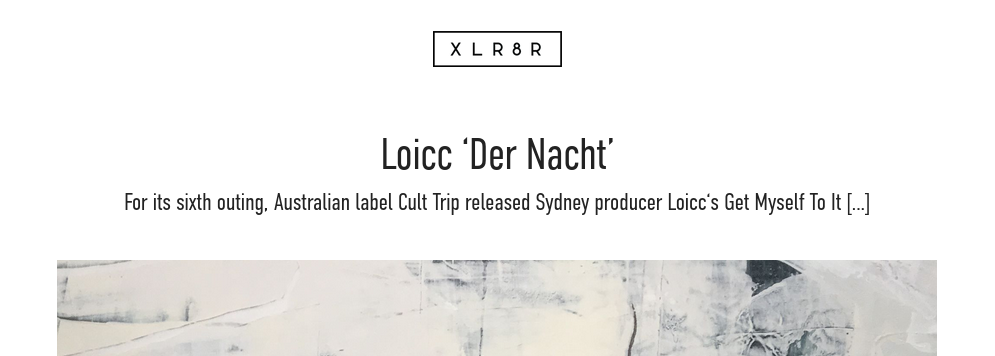 XLR8R
Loicc ‘Der Nacht’
For its sixth outing, Australian label Cult Trip released Sydney producer Loicc‘s Get Myself To It [...]